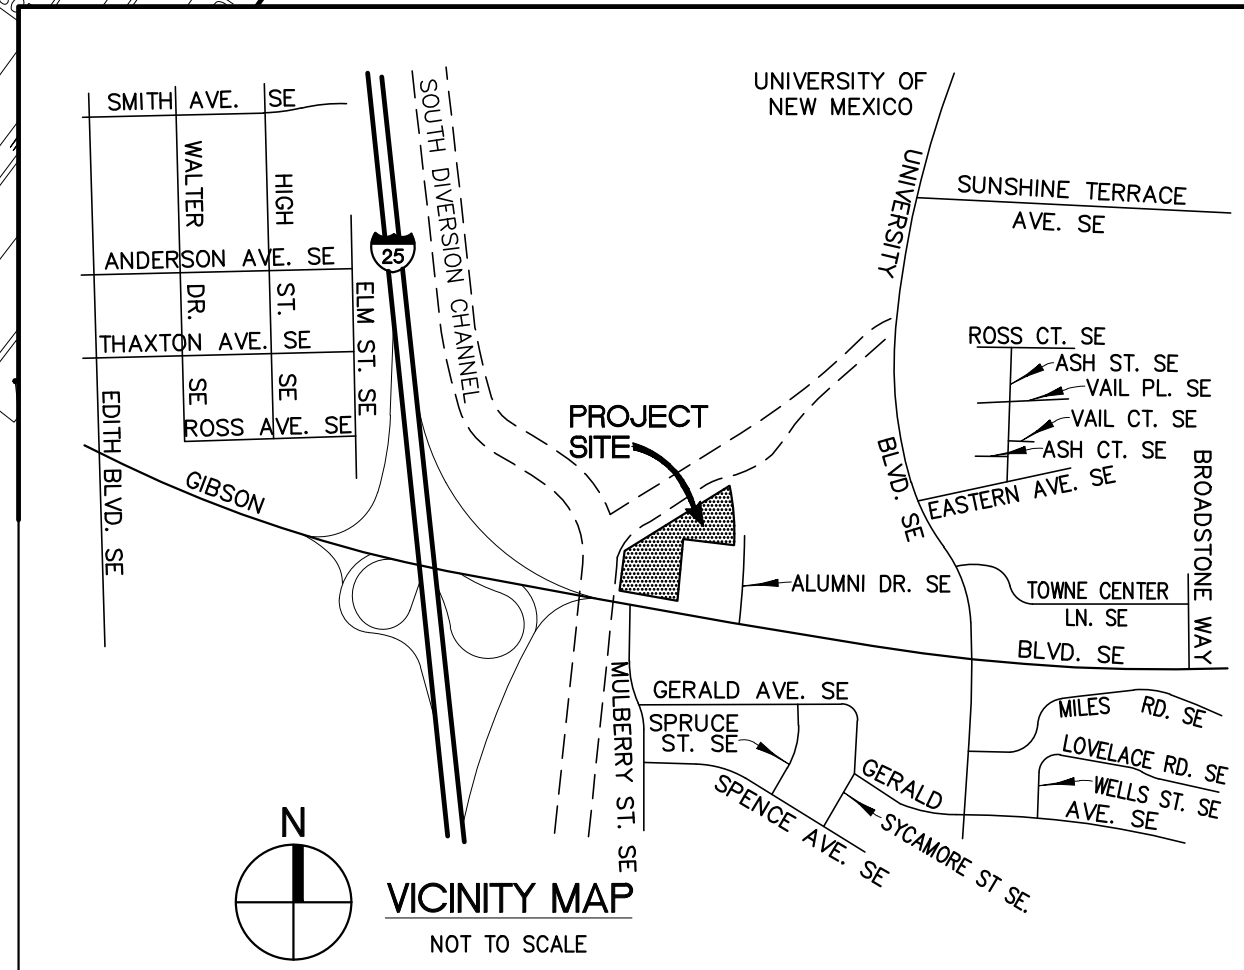 UNIVERSITY OF
NEW MEXICO
SMITH AVE. SE
WALTER DR. SE
HIGH ST. SE
SOUTH DIVERSION CHANNEL
UNIVERSITY BLVD. SE
SUNSHINE TERRACE
AVE. SE
25
ANDERSON AVE. SE
ELM ST. SE
THAXTON AVE. SE
ROSS CT. SE
ASH ST. SE
VAIL PL. SE
VAIL CT. SE
ASH CT. SE
EASTERN AVE. SE
EDITH BLVD. SE
ROSS AVE. SE
PROJECT
SITE
BROADSTONE WAY
GIBSON BLVD. SE
ALUMNI DR. SE
TOWNE CENTER
LN. SE
MULBERRY ST. SE
GERALD AVE. SE
SPRUCE
ST. SE
MILES RD. SE
LOVELACE RD. SE
WELLS ST. SE
GERALD AVE. SE
SPENCE AVE. SE
SYCAMORE ST SE.
N
VICINITY MAP
NOT TO SCALE